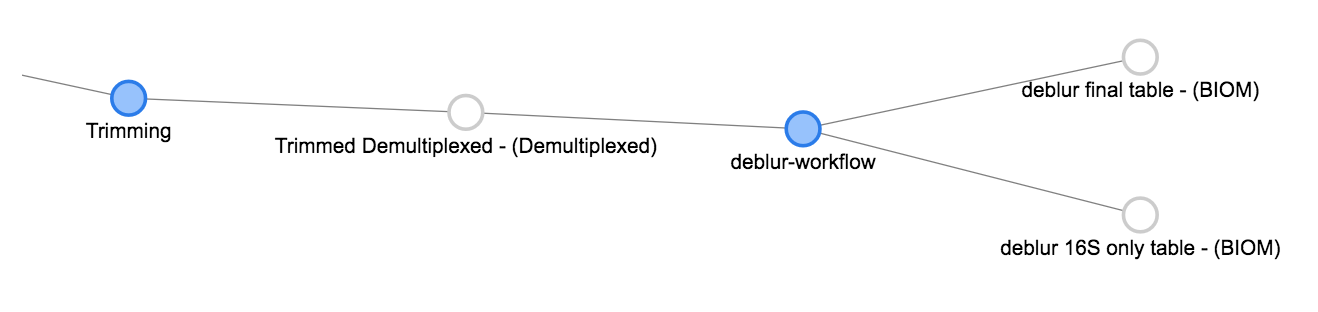 Trimming
Trimmed Demultiplexed - (Demultiplexed)
deblur-workflow
deblur final table - (BIOM)
deblur 16S only table - (BIOM)